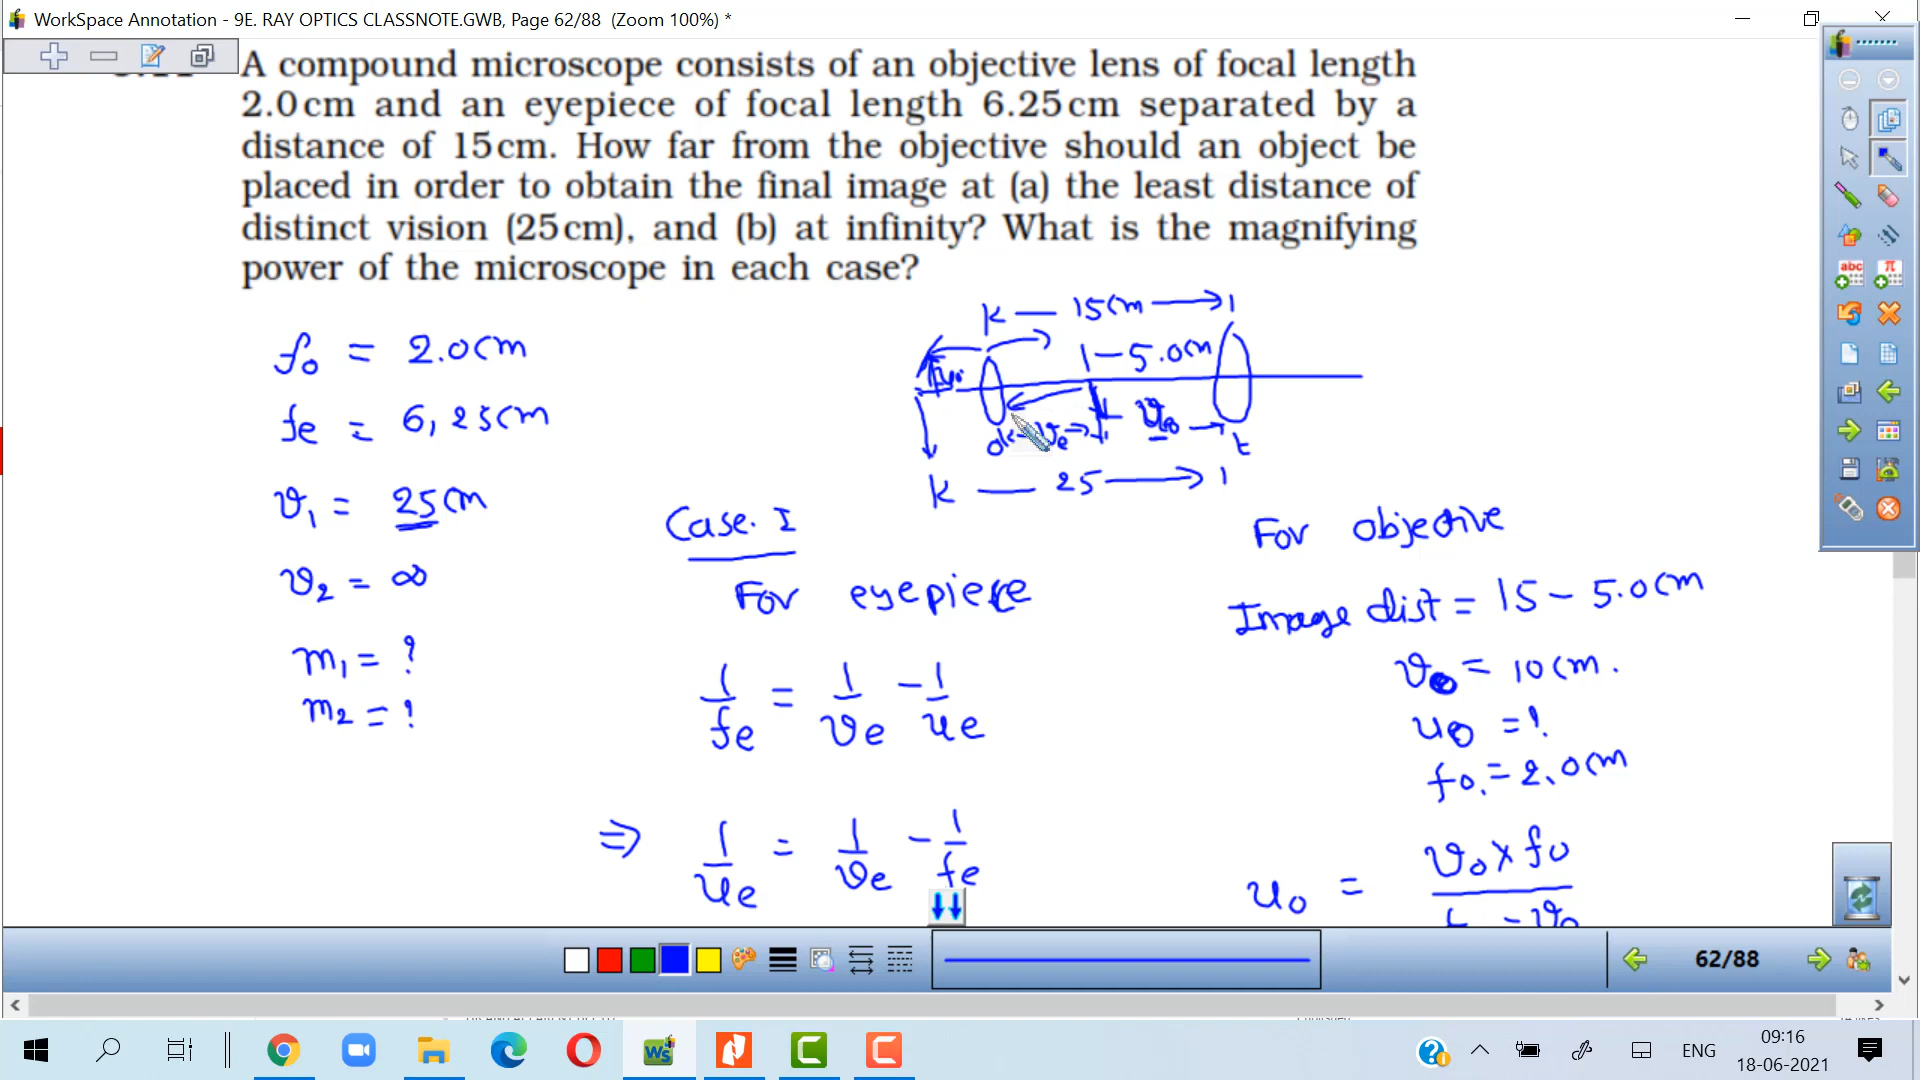 WorkSpace Annotation - 9E. RAY OPTICS CLASSNOTE.GWB, Page 62/88 (Zoom 100%) *
A compound microscope consists of an objective lens of focal length
2.0 cm and an eyepiece of focal length 6.25 cm separated by a
distance of 15 cm. How far from the objective should an object be
placed in order to obtain the final image at (a) the least distance of
distinct vision (25 cm), and (b) at infinity? What is the magnifying
power of the microscope in each case?
15cm
5.0cm
25
f₀ = 2.0cm
fe = 6.25cm
v₁ = 25cm
v₂ = ∞
m₁ = ?
m₂ = ?
Case. I
For eyepiece
1/fe = 1/ve - 1/ue
⇒ 1/ue = 1/ve - 1/fe
For objective
Image dist = 15 - 5.0cm
v₀ = 10cm.
u₀ = ?
f₀ = 2.0cm
u₀ = v₀ × f₀
abc
π
62/88
ENG
09:16
18-06-2021